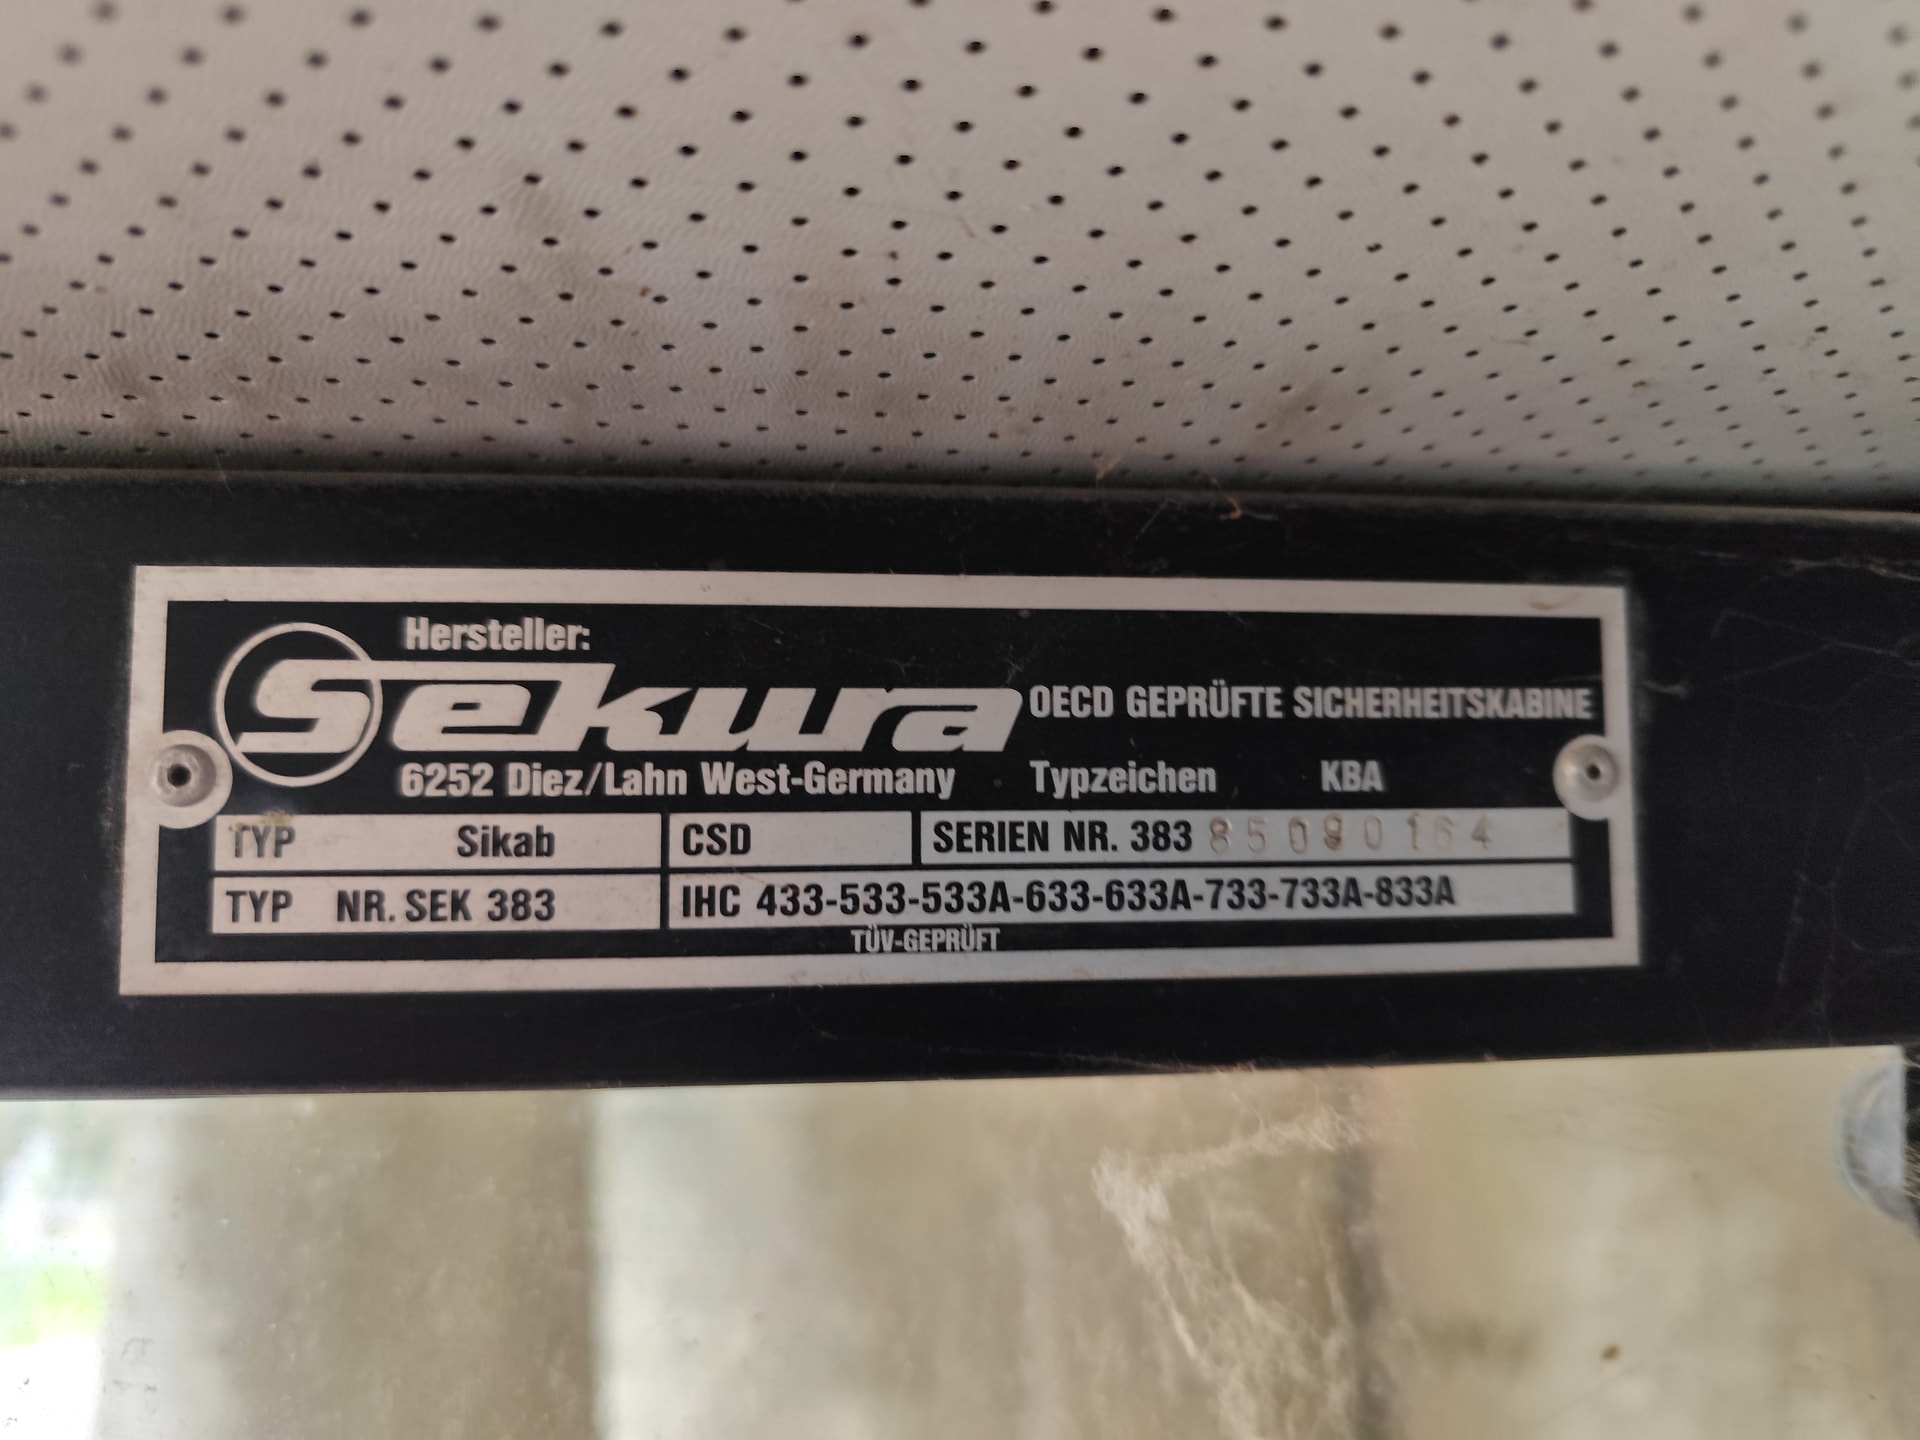 Hersteller:
Sekura OECD GEPRÜFTE SICHERHEITSKABINE
6252 Diez/Lahn West-Germany Typzeichen KBA
TYP Sikab CSD SERIEN NR. 383 85090164
TYP NR. SEK 383 IHC 433-533-533A-633-633A-733-733A-833A
TÜV-GEPRÜFT